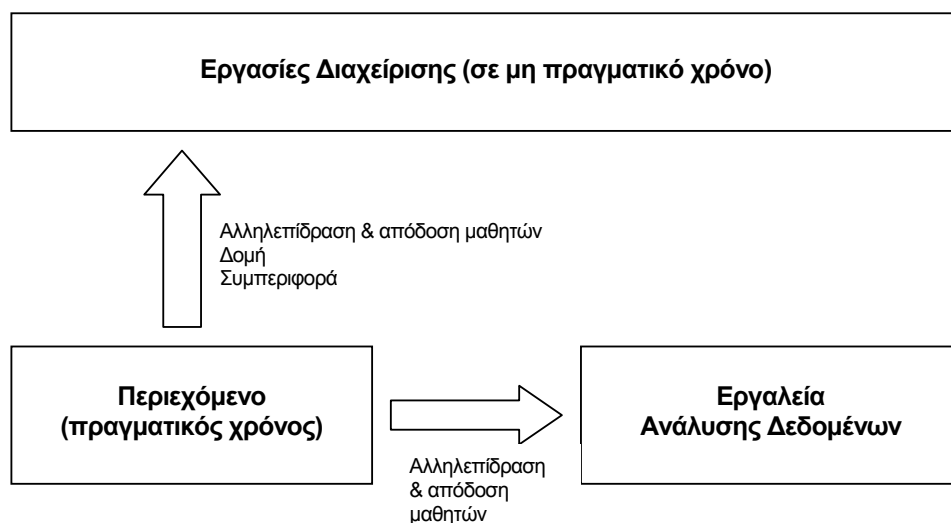 Εργασίες Διαχείρισης (σε μη πραγματικό χρόνο)
Αλληλεπίδραση & απόδοση μαθητών
Δομή
Συμπεριφορά
Περιεχόμενο
(πραγματικός χρόνος)
Αλληλεπίδραση
& απόδοση
μαθητών
Εργαλεία
Ανάλυσης Δεδομένων